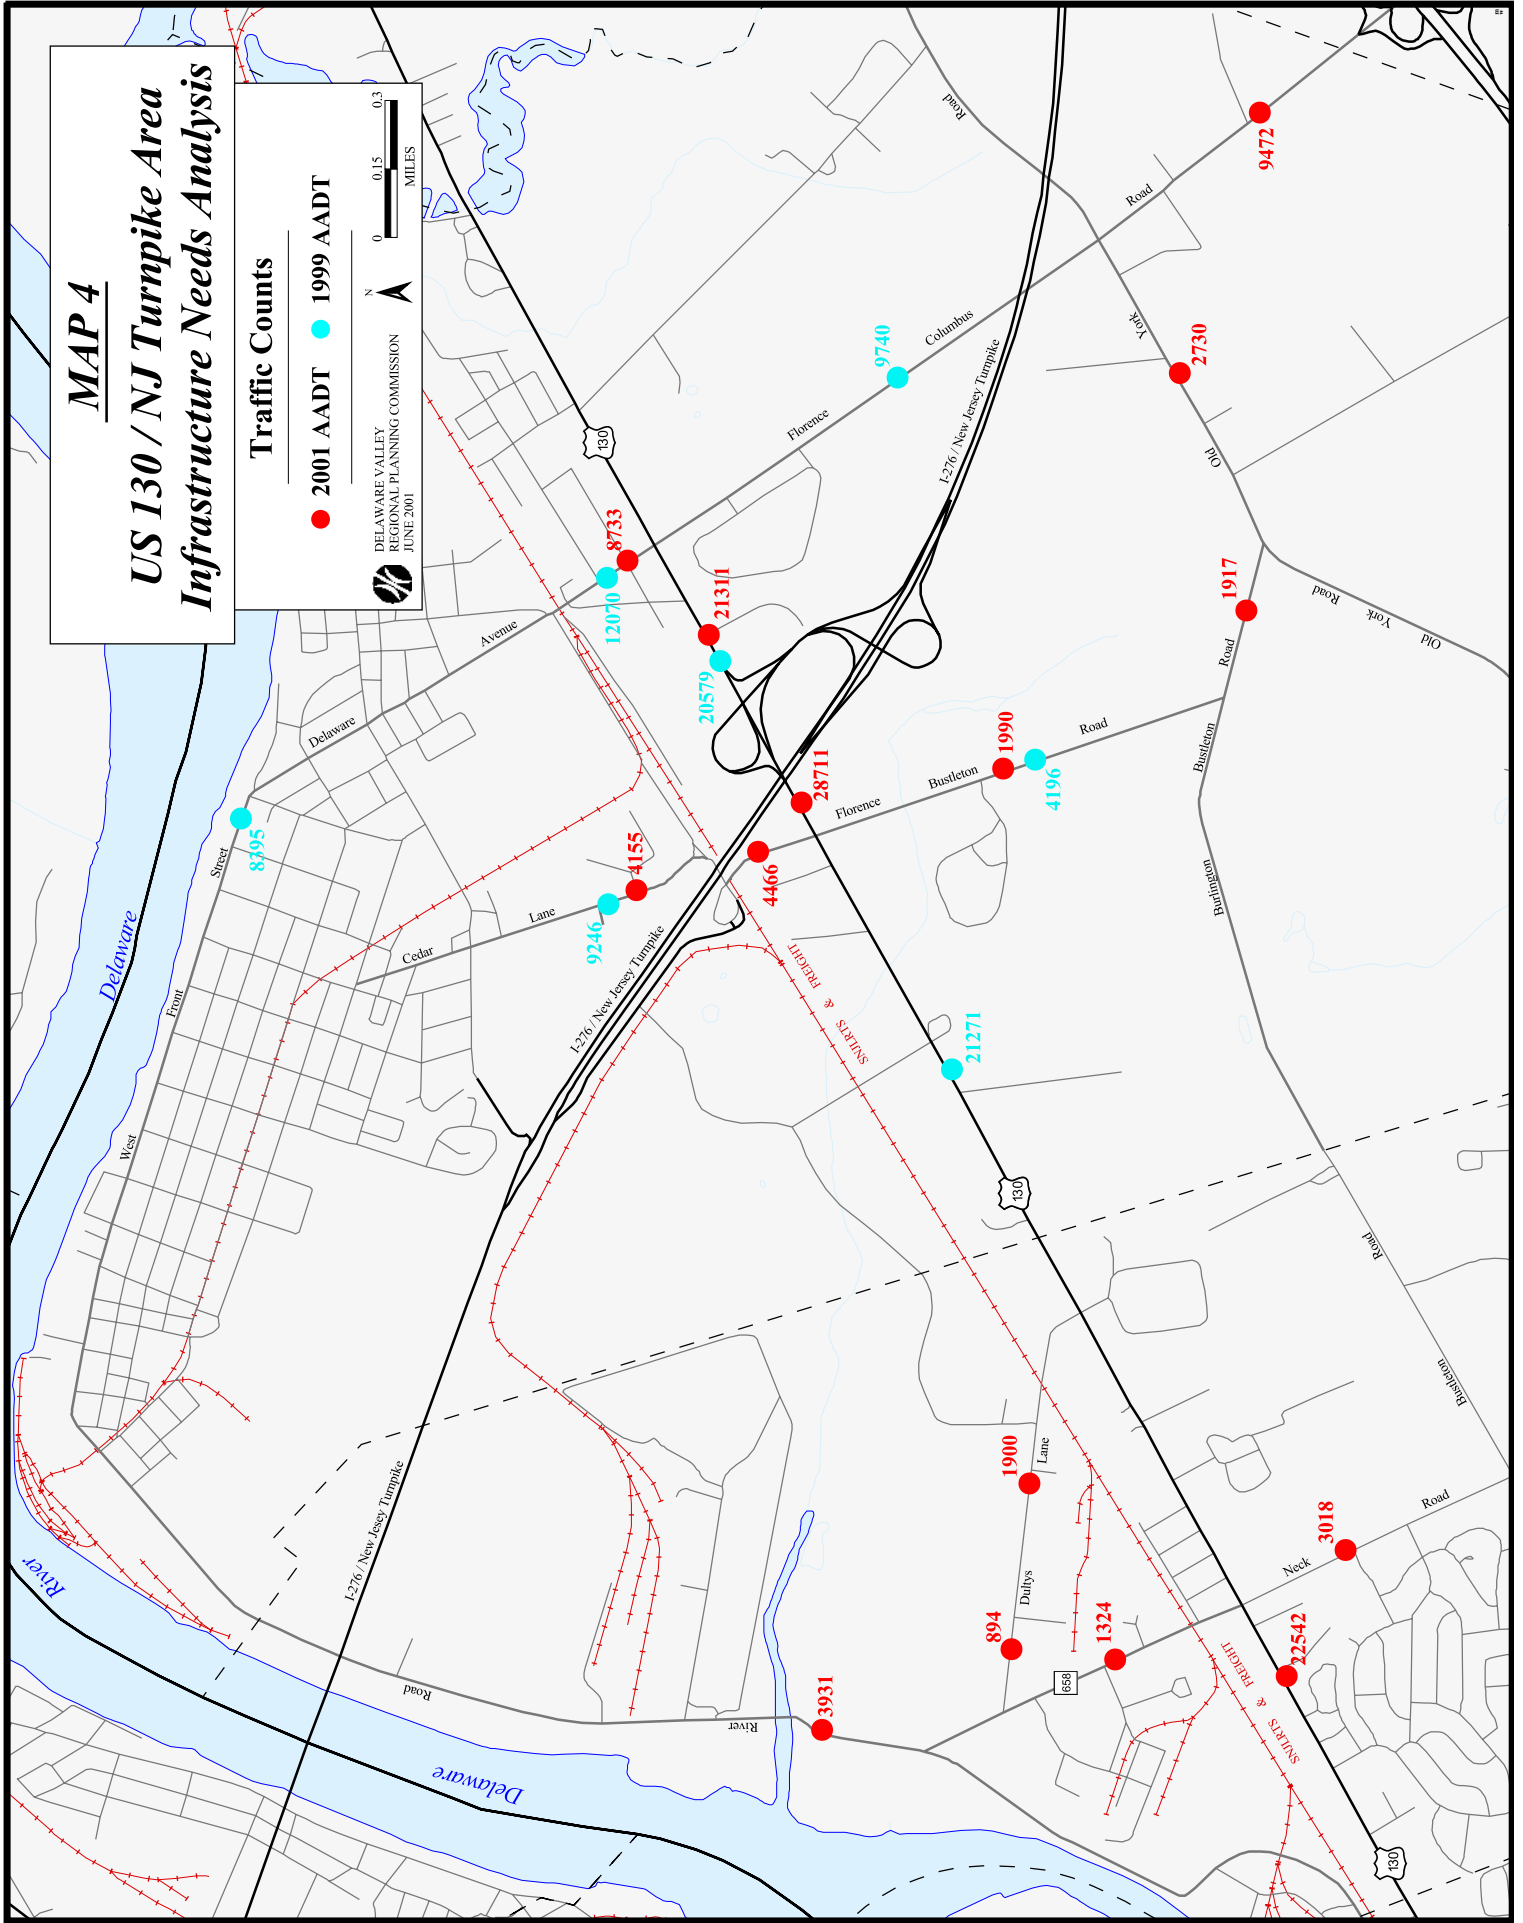 MAP 4
US 130 / NJ Turnpike Area
Infrastructure Needs Analysis
Traffic Counts
2001 AADT
1999 AADT
DELAWARE VALLEY
REGIONAL PLANNING COMMISSION
JUNE 2001
N
0
0.15
0.3
MILES
Delaware
River
Delaware
West
Front
Street
8395
Delaware
Avenue
12070
8733
130
21311
20579
28711
Florence
Columbus
Road
9740
9472
Road
York
Old
2730
1917
Road
Bustleton
Old
York
Road
I-276 / New Jersey Turnpike
Cedar
Lane
9246
4155
4466
Florence
Bustleton
Road
1990
4196
I-276 / New Jersey Turnpike
SNJLRTS & FREIGHT
21271
Burlington
Road
Bustleton
130
I-276 / New Jesey Turnpike
Road
River
3931
Dultys
Lane
1900
894
1324
658
Neck
Road
3018
22542
SNJLRTS & FREIGHT
130